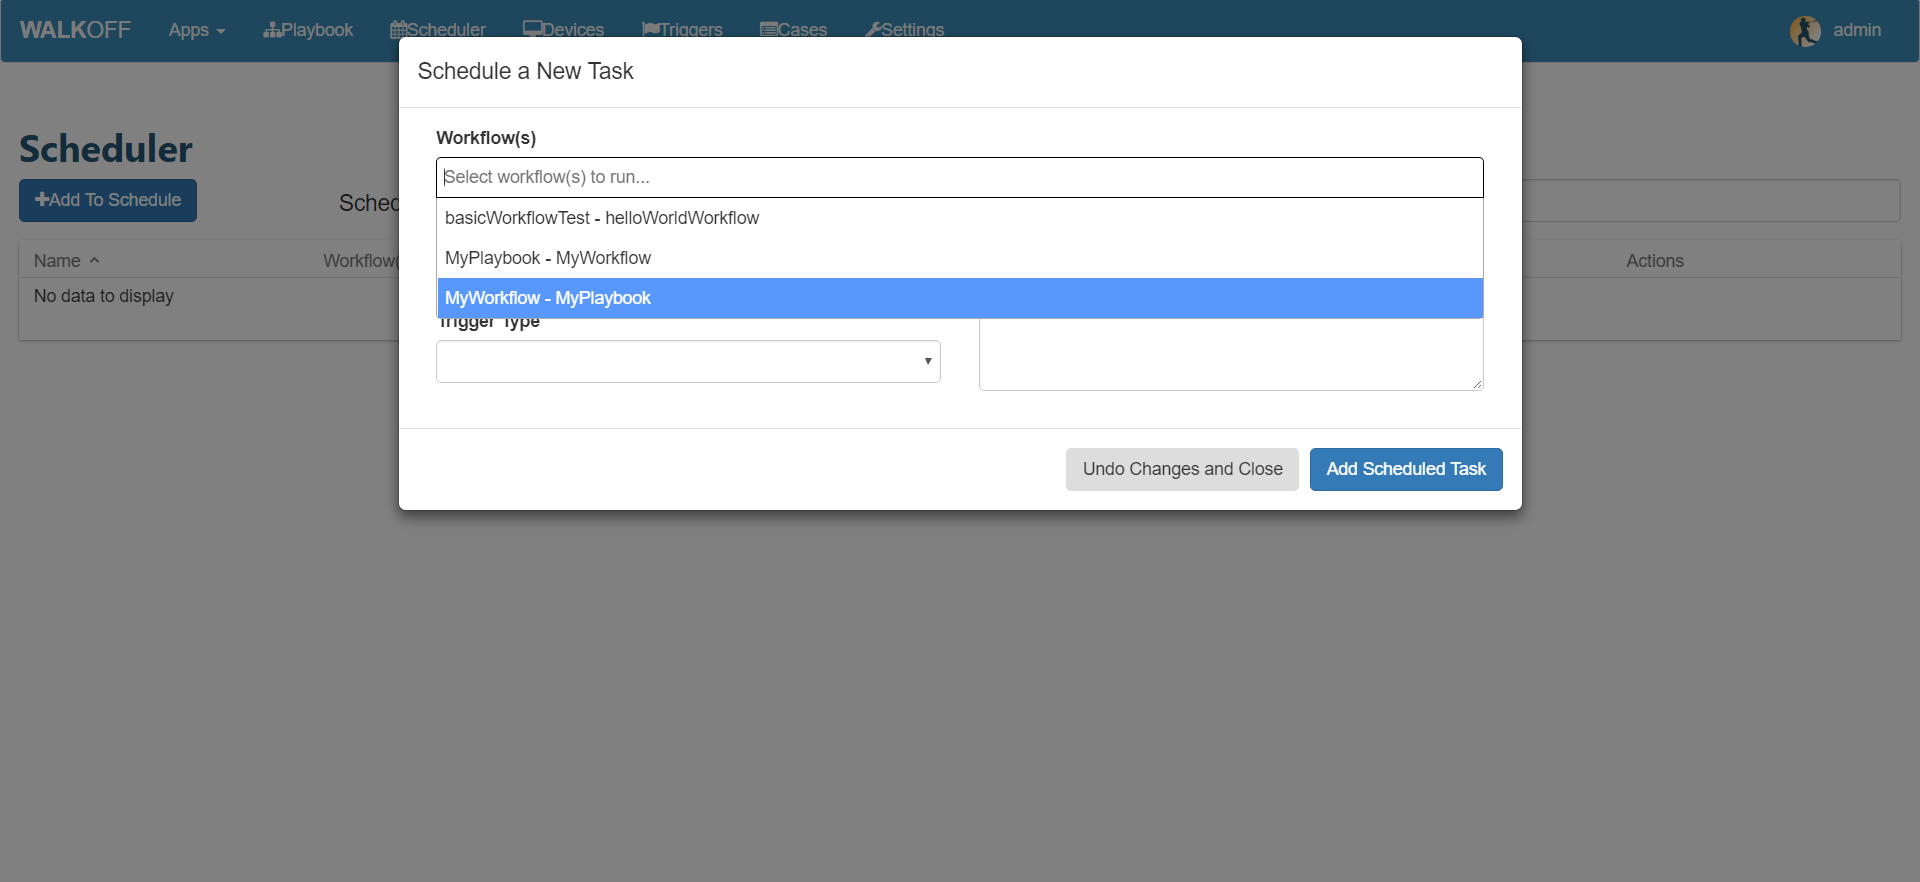 WALKOFF Apps Playbook Scheduler Devices Triggers Cases Settings admin
Schedule a New Task
Workflow(s)
Scheduler
Select workflow(s) to run...
Add To Schedule
Sched
basicWorkflowTest - helloWorldWorkflow
Name Workflow( Actions
MyPlaybook - MyWorkflow
No data to display
MyWorkflow - MyPlaybook
Trigger Type
Undo Changes and Close Add Scheduled Task